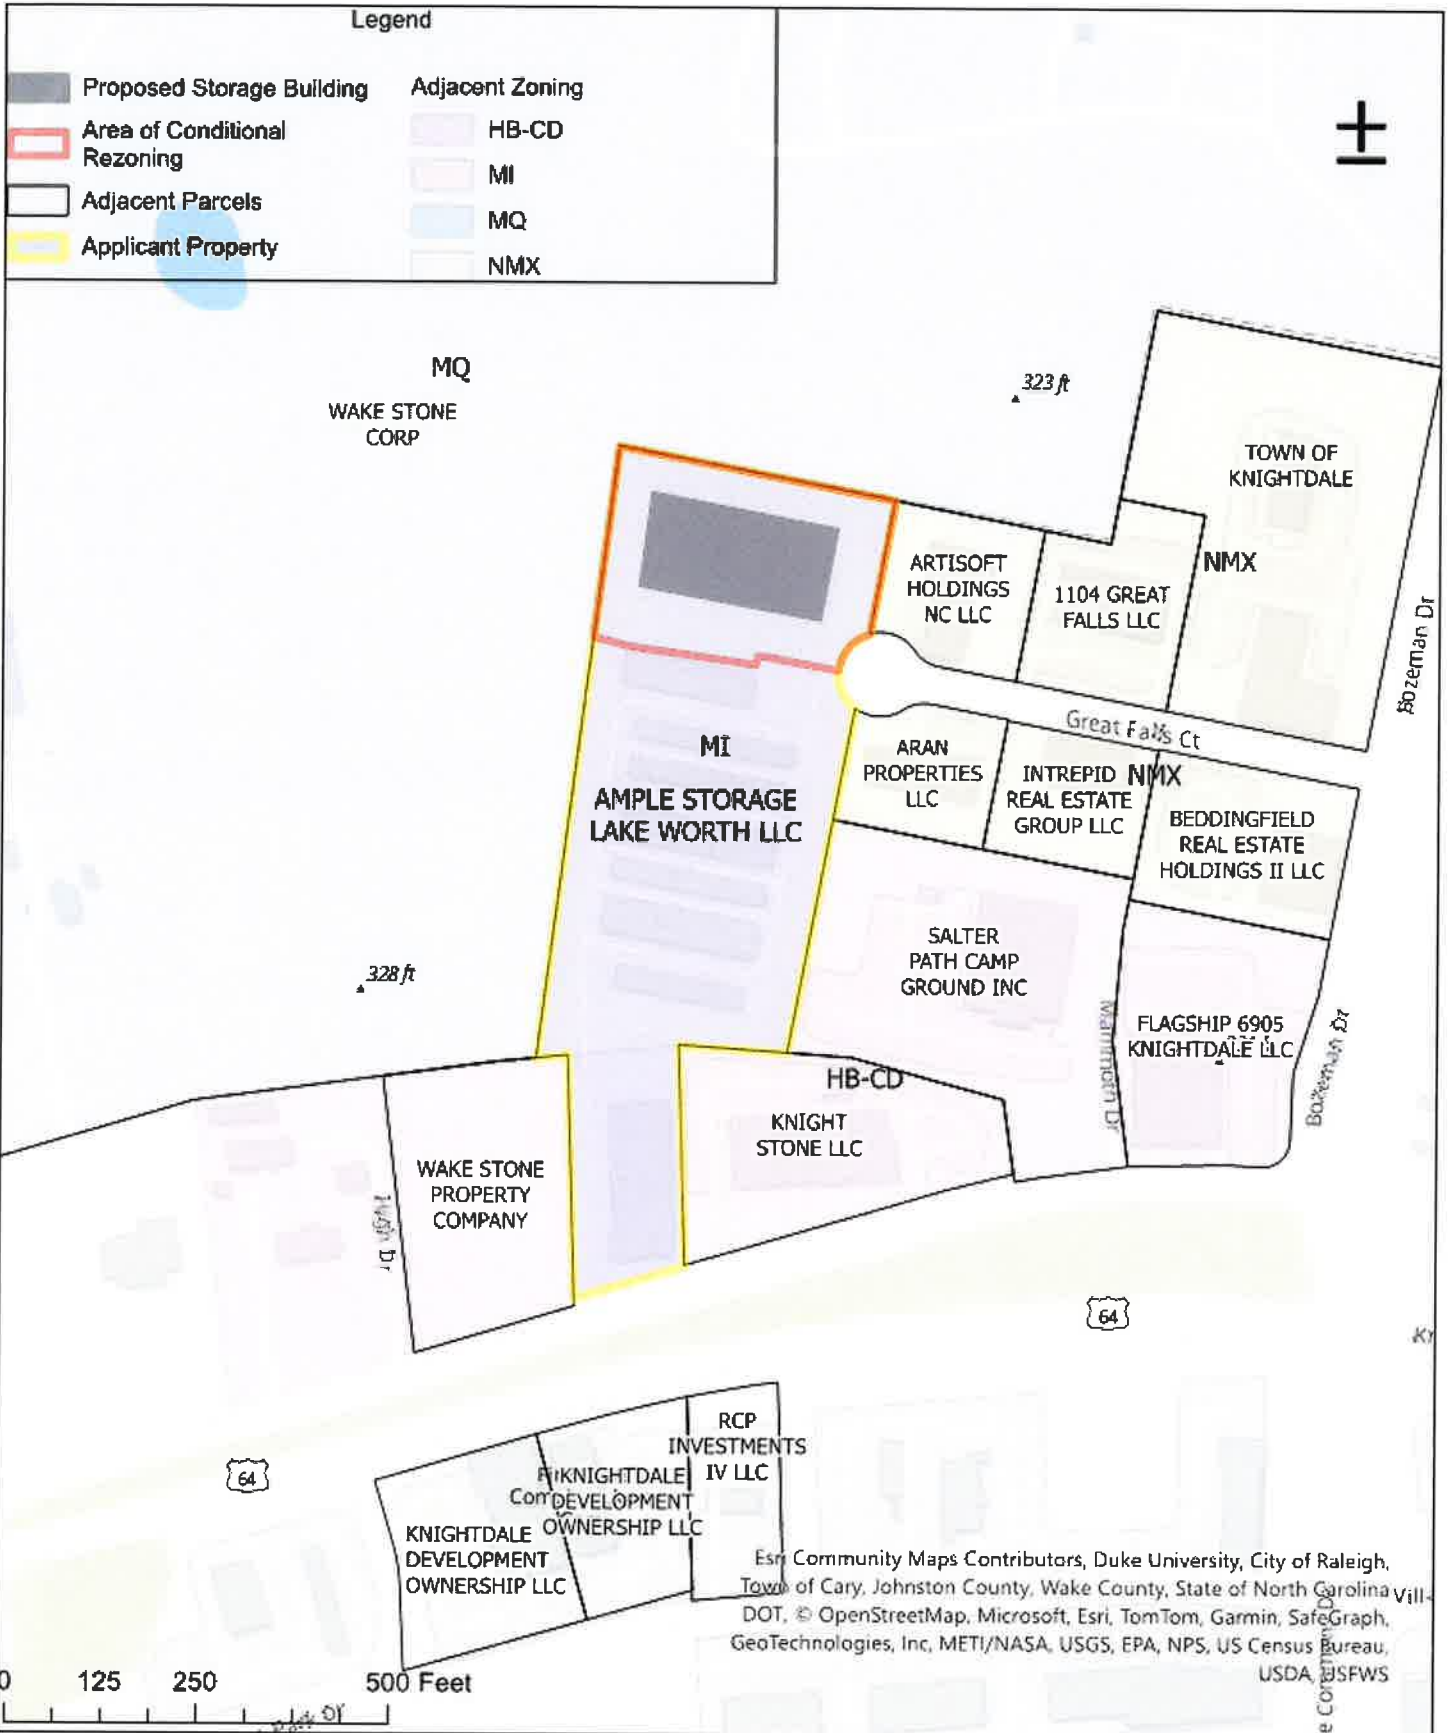 Legend
Proposed Storage Building
Area of Conditional
Rezoning
Adjacent Parcels
Applicant Property
Adjacent Zoning
HB-CD
MI
MQ
NMX
MQ
WAKE STONE
CORP
323 ft
TOWN OF
KNIGHTDALE
NMX
ARTISOFT
HOLDINGS
NC LLC
1104 GREAT
FALLS LLC
Bozeman Dr
Great Falls Ct
MI
AMPLE STORAGE
LAKE WORTH LLC
ARAN
PROPERTIES
LLC
INTREPID
REAL ESTATE
GROUP LLC
NMX
BEDDINGFIELD
REAL ESTATE
HOLDINGS II LLC
SALTER
PATH CAMP
GROUND INC
328 ft
Mammoth Dr
FLAGSHIP 6905
KNIGHTDALE LLC
Bozeman Dr
HB-CD
KNIGHT
STONE LLC
WAKE STONE
PROPERTY
COMPANY
Dr
64
64
RCP
INVESTMENTS
IV LLC
KNIGHTDALE
DEVELOPMENT
OWNERSHIP LLC
KNIGHTDALE
DEVELOPMENT
OWNERSHIP LLC
Esri Community Maps Contributors, Duke University, City of Raleigh,
Town of Cary, Johnston County, Wake County, State of North Carolina
DOT, © OpenStreetMap, Microsoft, Esri, TomTom, Garmin, SafeGraph,
GeoTechnologies, Inc, METI/NASA, USGS, EPA, NPS, US Census Bureau,
USDA, USFWS
0 125 250 500 Feet